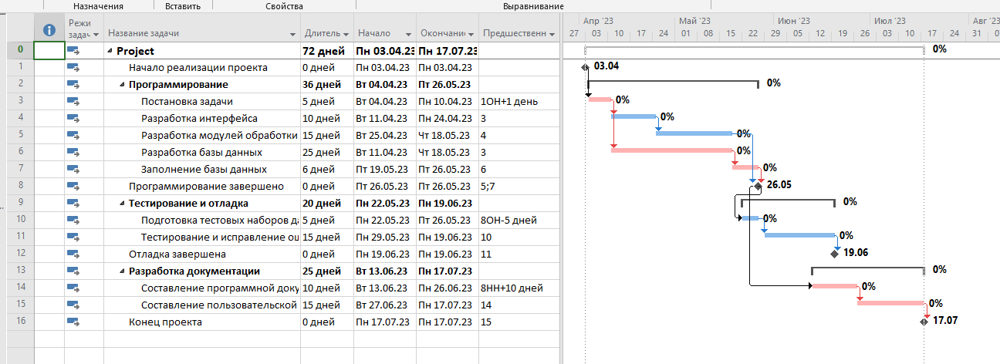 Назначения Вставить Свойства Выравнивание
Режи задач Название задачи Длитель Начало Окончани Предшественн
Апр '23 Май '23 Июн '23 Июл '23 Авг '23
27 03 10 17 24 01 08 15 22 29 05 12 19 26 03 10 17 24 31 07
0 Project 72 дней Пн 03.04.23 Пн 17.07.23 0%
1 Начало реализации проекта 0 дней Пн 03.04.23 Пн 03.04.23 03.04
2 Программирование 36 дней Вт 04.04.23 Пт 26.05.23 0%
3 Постановка задачи 5 дней Вт 04.04.23 Пн 10.04.23 1ОН+1 день 0%
4 Разработка интерфейса 10 дней Вт 11.04.23 Пн 24.04.23 3 0%
5 Разработка модулей обработки 15 дней Вт 25.04.23 Чт 18.05.23 4 0%
6 Разработка базы данных 25 дней Вт 11.04.23 Чт 18.05.23 3 0%
7 Заполнение базы данных 6 дней Пт 19.05.23 Пт 26.05.23 6 0%
8 Программирование завершено 0 дней Пт 26.05.23 Пт 26.05.23 5;7 26.05
9 Тестирование и отладка 20 дней Пн 22.05.23 Пн 19.06.23 0%
10 Подготовка тестовых наборов да 5 дней Пн 22.05.23 Пт 26.05.23 8ОН-5 дней 0%
11 Тестирование и исправление ош 15 дней Пн 29.05.23 Пн 19.06.23 10 0%
12 Отладка завершена 0 дней Пн 19.06.23 Пн 19.06.23 11 19.06
13 Разработка документации 25 дней Вт 13.06.23 Пн 17.07.23 0%
14 Составление программной доку 10 дней Вт 13.06.23 Пн 26.06.23 8НН+10 дней 0%
15 Составление пользовательской 15 дней Вт 27.06.23 Пн 17.07.23 14 0%
16 Конец проекта 0 дней Пн 17.07.23 Пн 17.07.23 15 17.07